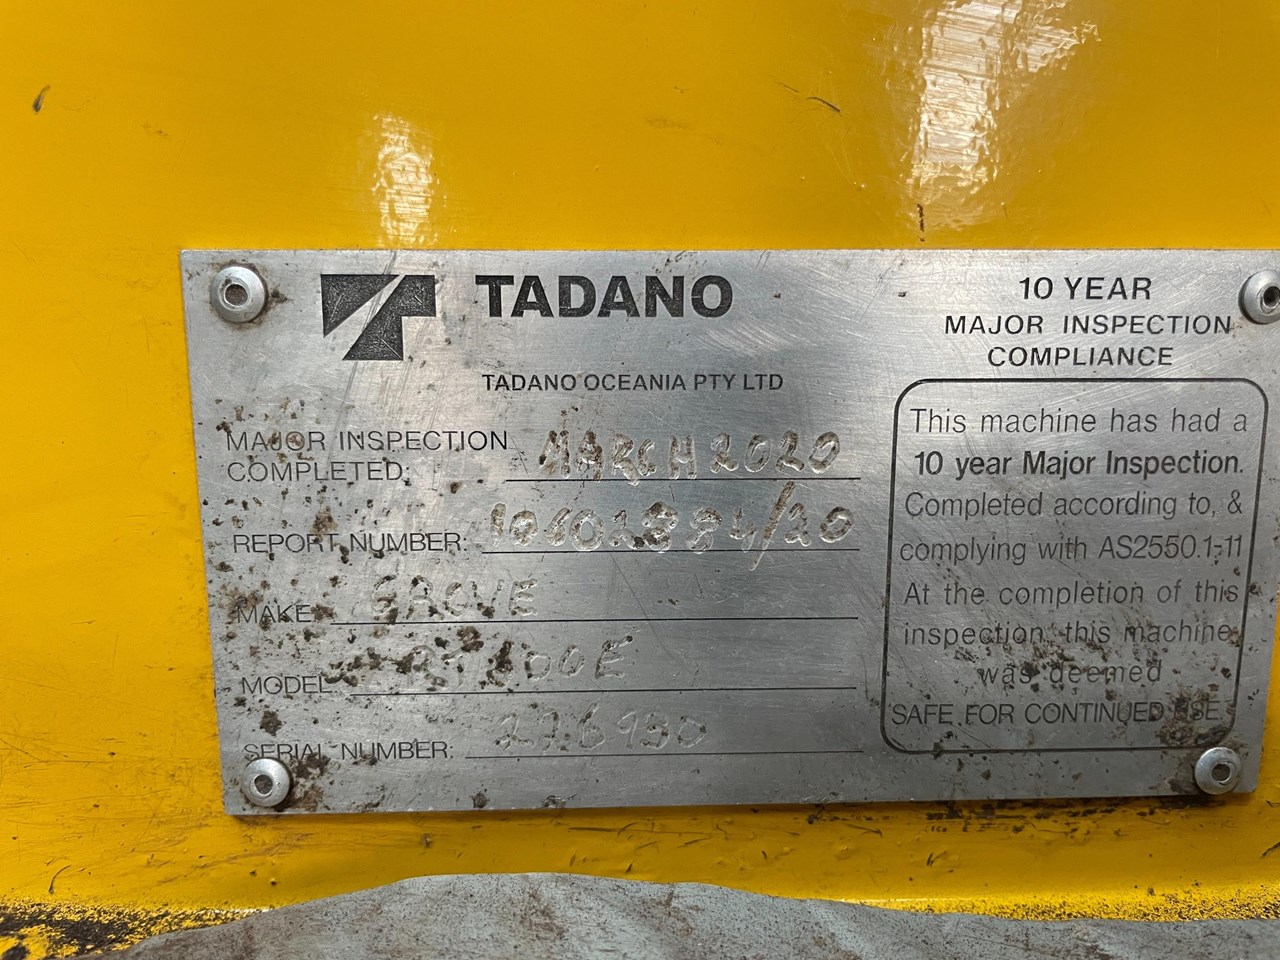 TADANO
TADANO OCEANIA PTY LTD
MAJOR INSPECTION
COMPLETED: MARCH 2020
REPORT NUMBER:
MAKE: GROVE
MODEL:
SERIAL NUMBER:
10 YEAR
MAJOR INSPECTION
COMPLIANCE
This machine has had a
10 year Major Inspection.
Completed according to, &
complying with AS2550.1-11
At the completion of this
inspection, this machine
was deemed
SAFE FOR CONTINUED USE